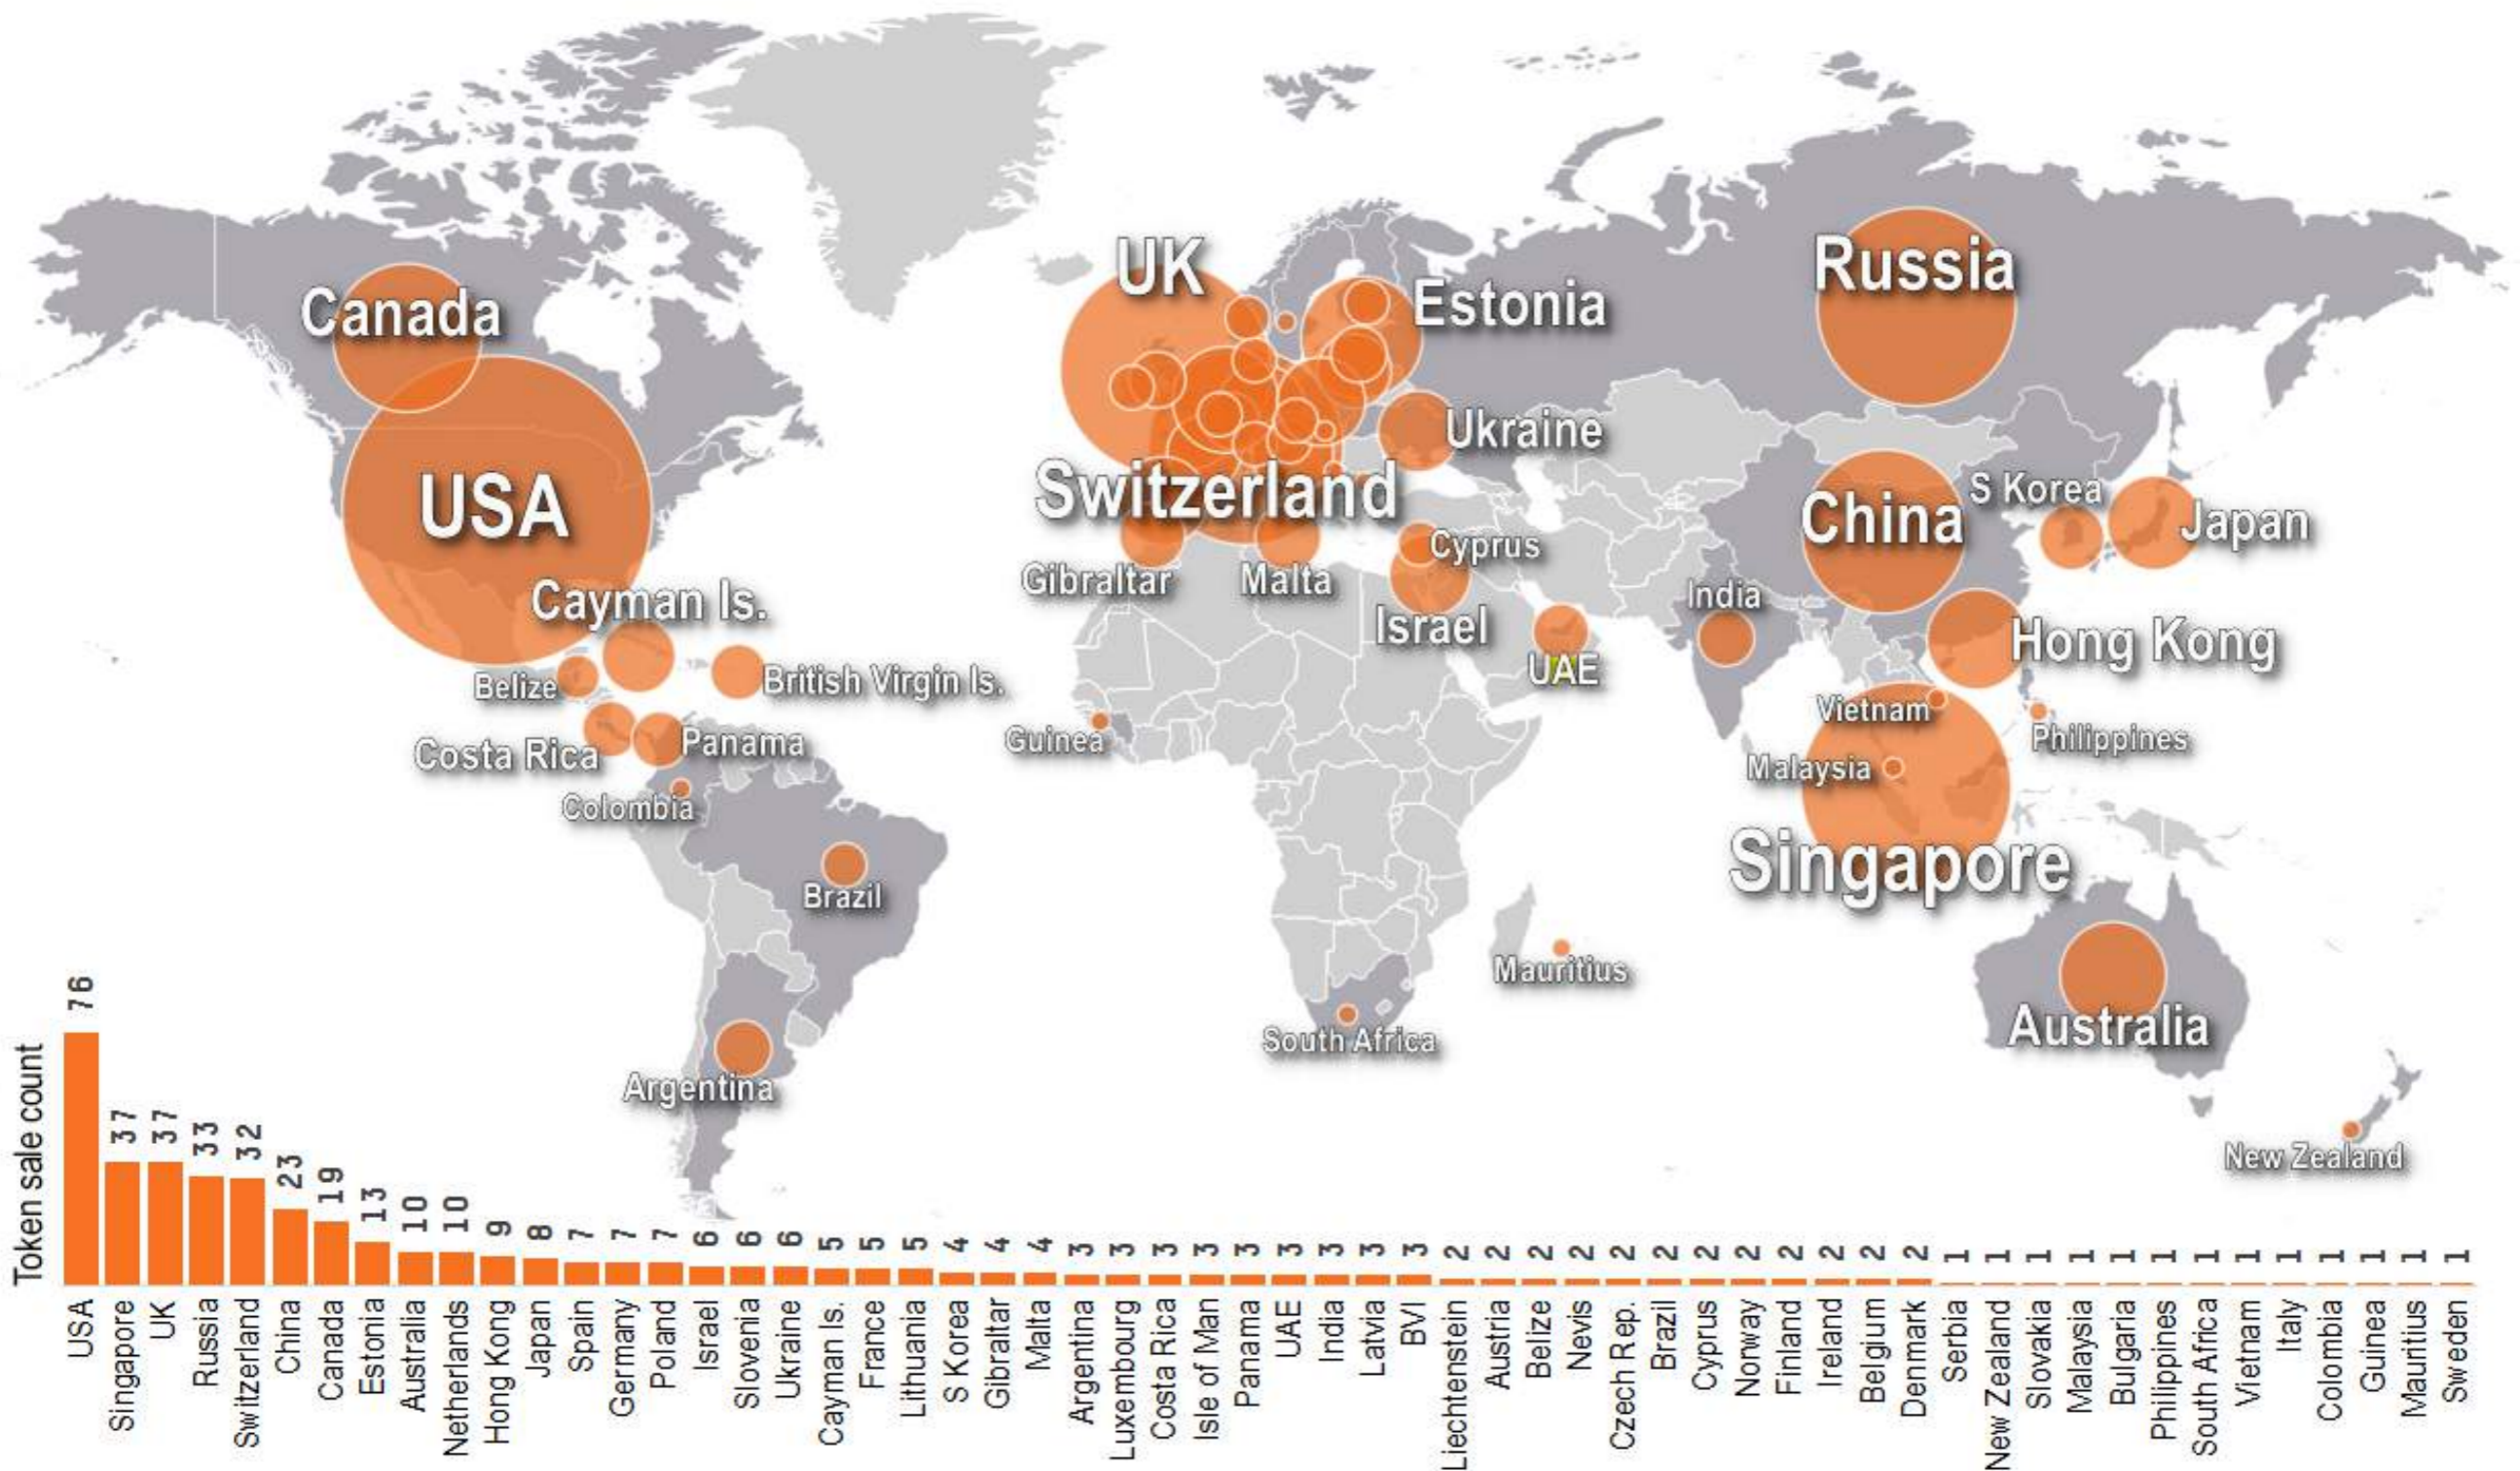 UK
Russia
Canada
Estonia
Ukraine
Switzerland
USA
China
S Korea
Japan
Cyprus
Gibraltar
Malta
India
Cayman Is.
Israel
Hong Kong
UAE
Belize
British Virgin Is.
Vietnam
Guinea
Philippines
Costa Rica
Panama
Malaysia
Colombia
Singapore
Brazil
Mauritius
Australia
South Africa
Argentina
New Zealand
Token sale count
76
37
37
33
32
23
19
13
10
10
9
8
7
7
7
6
6
6
5
5
5
4
4
4
3
3
3
3
3
3
3
3
3
2
2
2
2
2
2
2
2
2
2
2
2
1
1
1
1
1
1
1
1
1
1
1
1
1
USA
Singapore
UK
Russia
Switzerland
China
Canada
Estonia
Australia
Netherlands
Hong Kong
Japan
Spain
Germany
Poland
Israel
Slovenia
Ukraine
Cayman Is.
France
Lithuania
S Korea
Gibraltar
Malta
Argentina
Luxembourg
Costa Rica
Isle of Man
Panama
UAE
India
Latvia
BVI
Liechtenstein
Austria
Belize
Nevis
Czech Rep.
Brazil
Cyprus
Norway
Finland
Ireland
Belgium
Denmark
Serbia
New Zealand
Slovakia
Malaysia
Bulgaria
Philippines
South Africa
Vietnam
Italy
Colombia
Guinea
Mauritius
Sweden